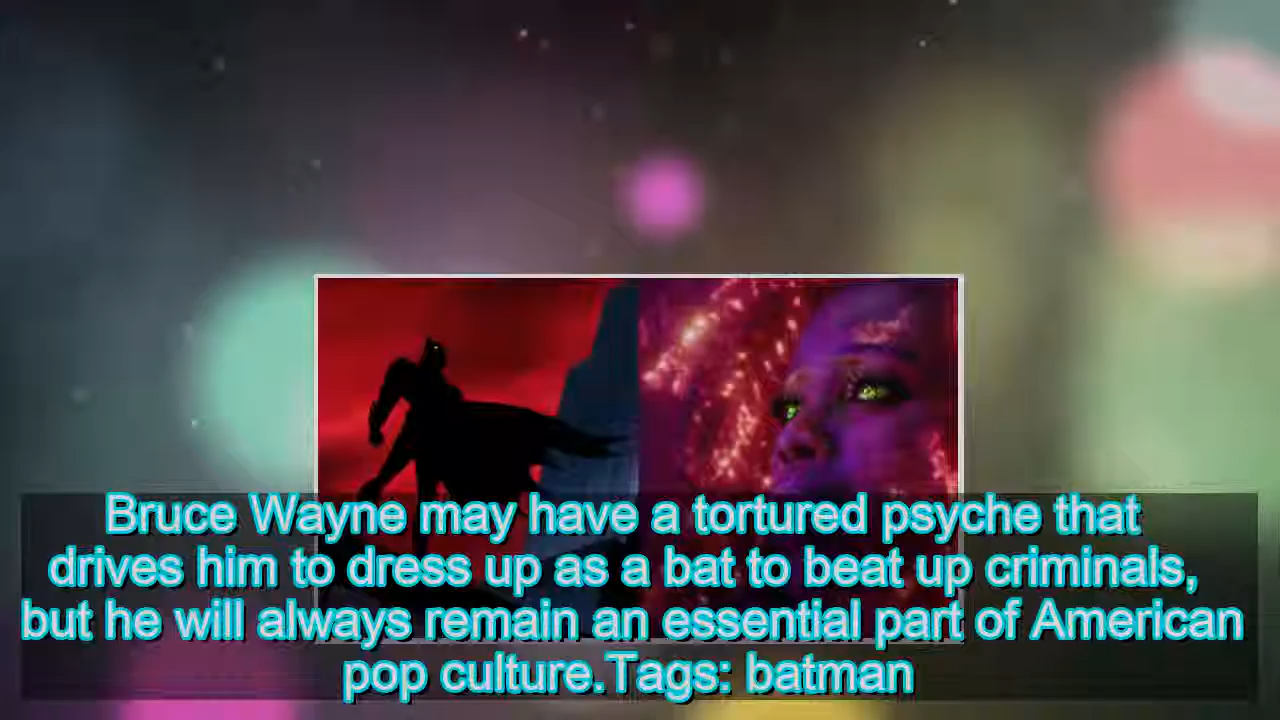 Bruce Wayne may have a tortured psyche that
drives him to dress up as a bat to beat up criminals,
but he will always remain an essential part of American
pop culture.Tags: batman